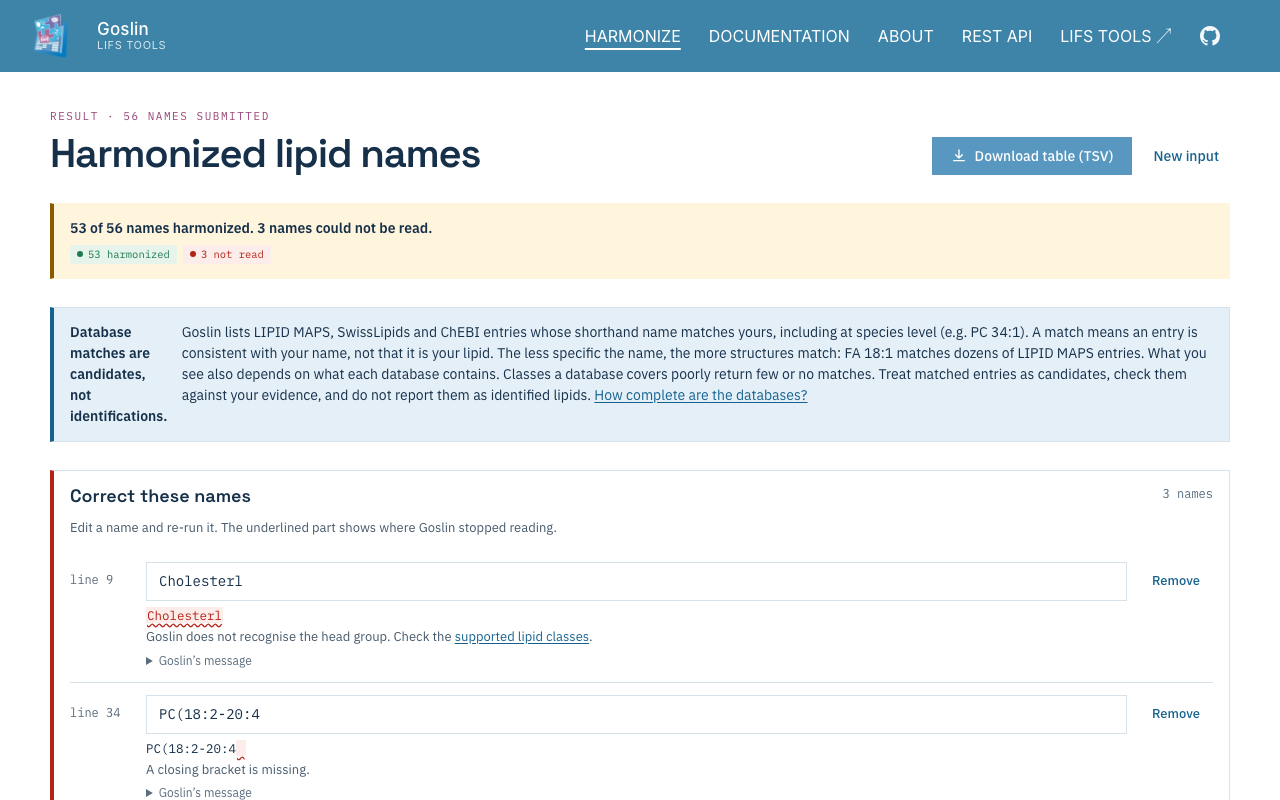 Goslin
LIFS TOOLS
HARMONIZE DOCUMENTATION ABOUT REST API LIFS TOOLS ↗
RESULT · 56 NAMES SUBMITTED
Harmonized lipid names
Download table (TSV)
New input
53 of 56 names harmonized. 3 names could not be read.
53 harmonized 3 not read
Database
matches are
candidates,
not
identifications.
Goslin lists LIPID MAPS, SwissLipids and ChEBI entries whose shorthand name matches yours, including at species level (e.g. PC 34:1). A match means an entry is
consistent with your name, not that it is your lipid. The less specific the name, the more structures match: FA 18:1 matches dozens of LIPID MAPS entries. What you
see also depends on what each database contains. Classes a database covers poorly return few or no matches. Treat matched entries as candidates, check them
against your evidence, and do not report them as identified lipids. How complete are the databases?
Correct these names
3 names
Edit a name and re-run it. The underlined part shows where Goslin stopped reading.
line 9
Cholesterl
Remove
Cholesterl
Goslin does not recognise the head group. Check the supported lipid classes.
Goslin's message
line 34
PC(18:2-20:4
Remove
PC(18:2-20:4
A closing bracket is missing.
Goslin's message